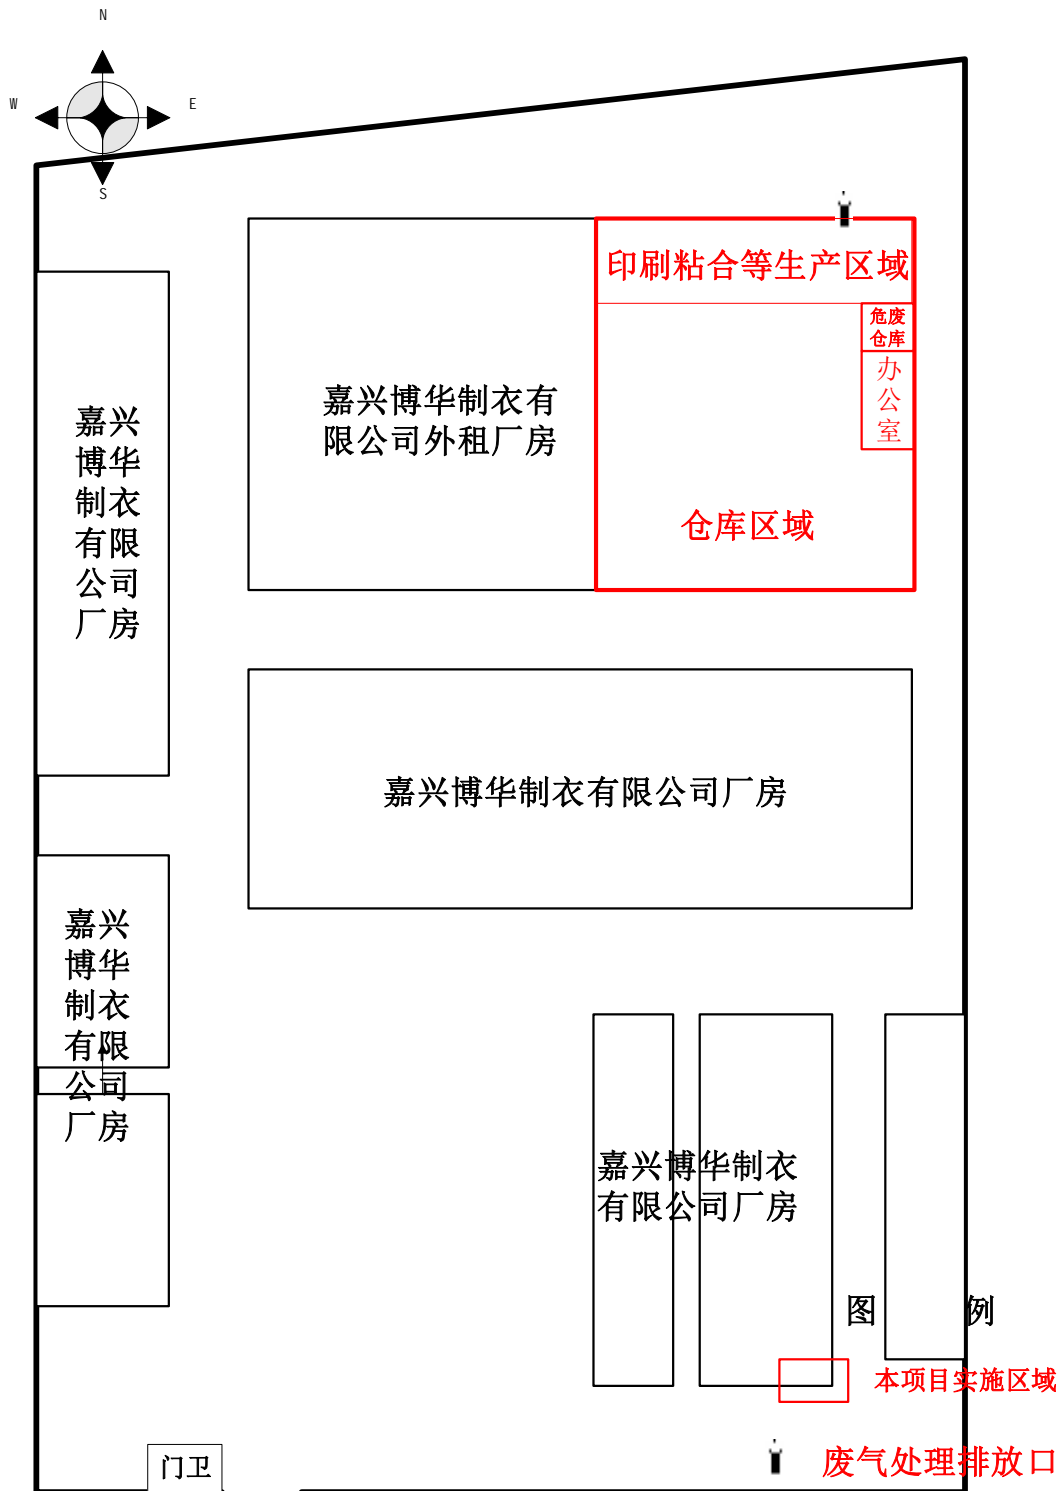 N
W
E
S
印刷粘合等生产区域
危废
仓库
办
公
室
嘉兴博华制衣有
限公司外租厂房
嘉兴
博华
制衣
有限
公司
厂房
仓库区域
嘉兴博华制衣有限公司厂房
嘉兴
博华
制衣
有限
公司
厂房
嘉兴博华制衣
有限公司厂房
图 例
本项目实施区域
废气处理排放口
门卫